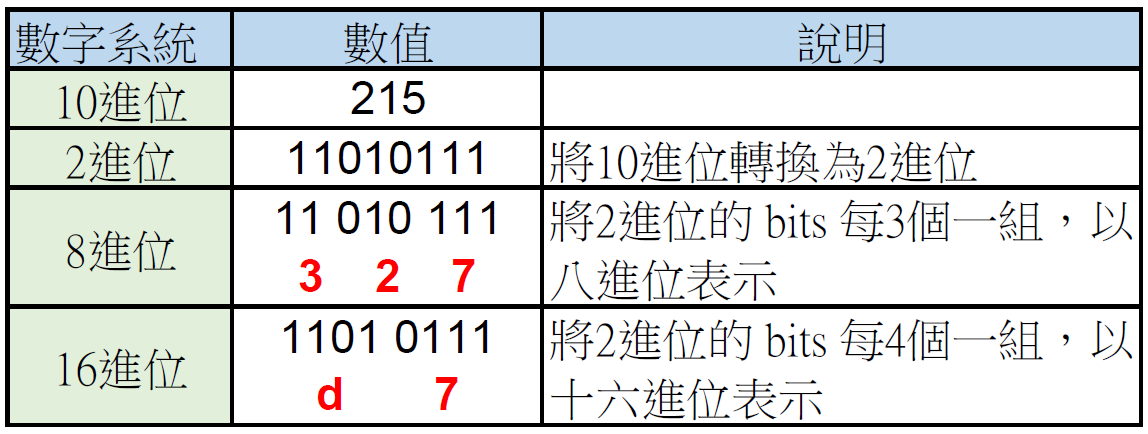 數字系統 數值 說明
10進位 215
2進位 11010111 將10進位轉換為2進位
8進位 11 010 111 將2進位的 bits 每3個一組，以
3 2 7 八進位表示
16進位 1101 0111 將2進位的 bits 每4個一組，以
d 7 十六進位表示